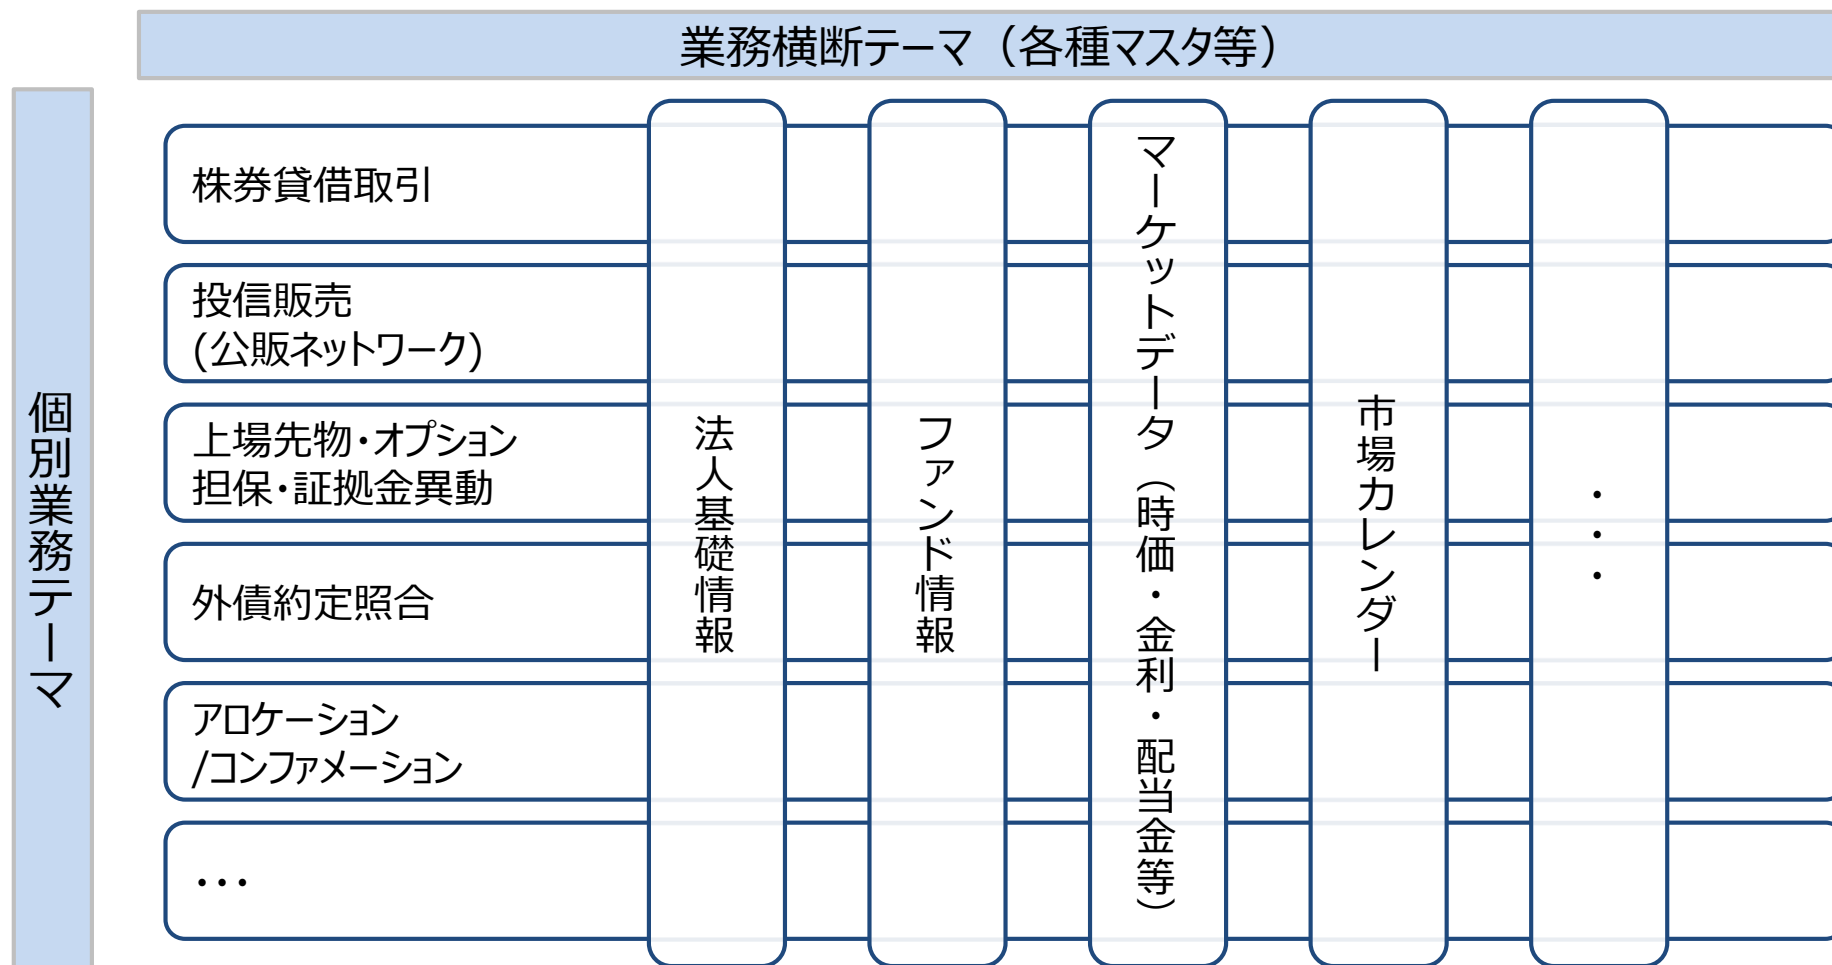 業務横断テーマ（各種マスタ等）
個別業務テーマ
株券貸借取引
投信販売
(公販ネットワーク)
上場先物・オプション
担保・証拠金異動
外債約定照合
アロケーション
/コンファメーション
・・・
法人基礎情報
ファンド情報
マーケットデータ（時価・金利・配当金等）
市場カレンダー
・・・